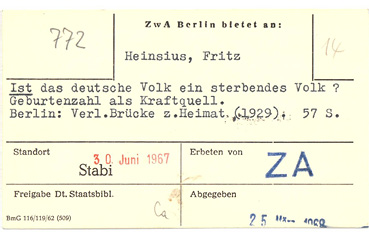 ZwA Berlin bietet an:
772
14
Heinsius, Fritz
Ist das deutsche Volk ein sterbendes Volk ?
Geburtenzahl als Kraftquell.
Berlin: Verl.Brücke z.Heimat (1929). 57 S.
Standort
30. Juni 1967
Stabi
Erbeten von
ZA
Freigabe Dt. Staatsbibl.
Ca
Abgegeben
25 1968
BmG 116/119/62 (509)